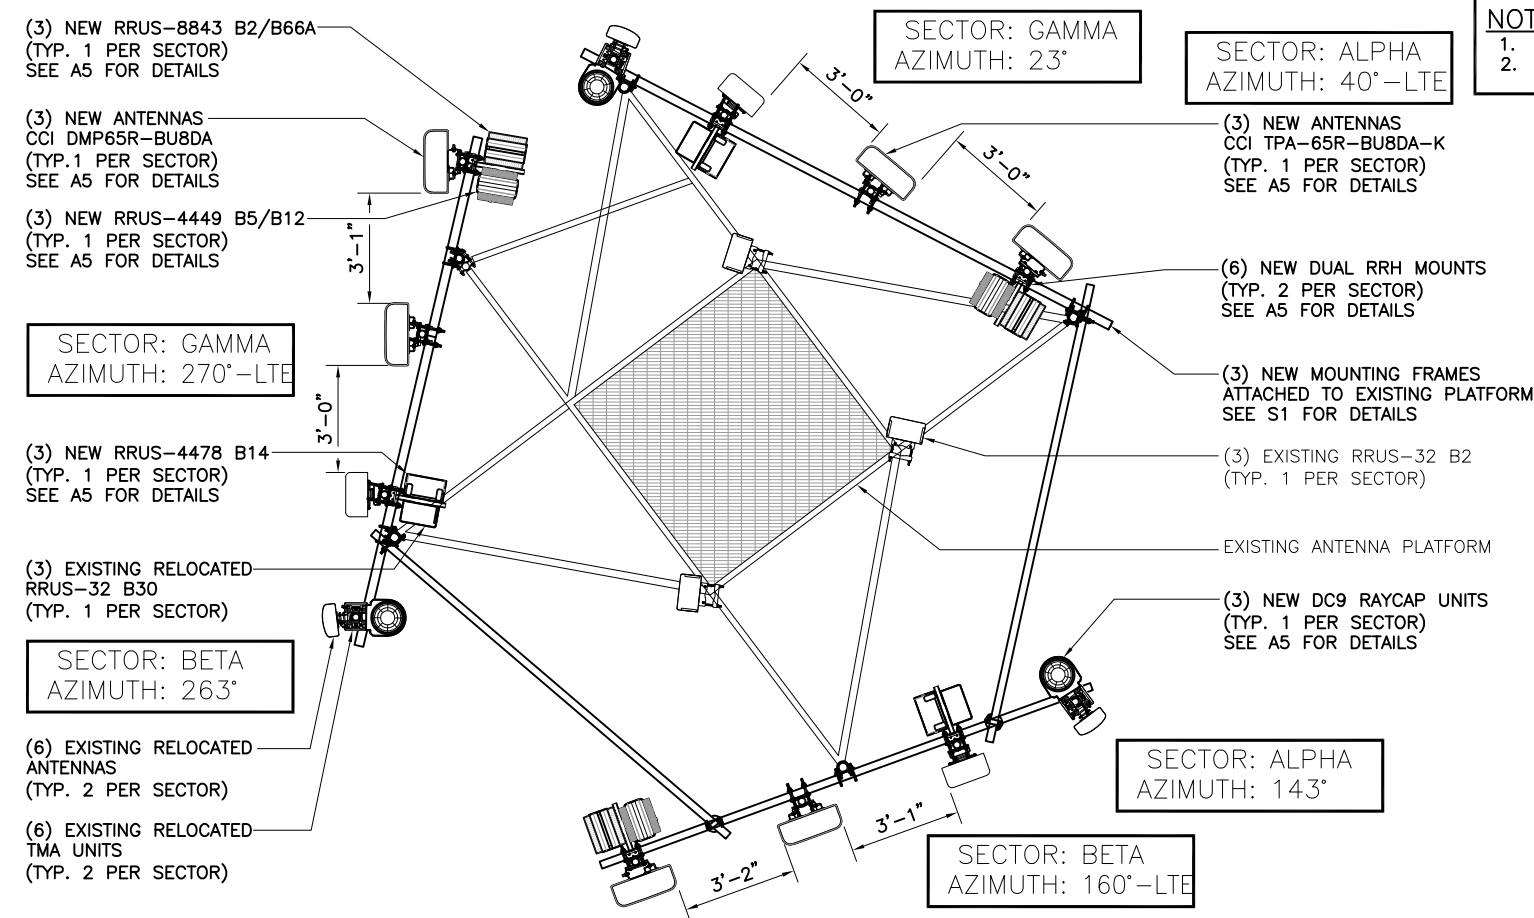 (3) NEW RRUS-8843 B2/B66A
(TYP. 1 PER SECTOR)
SEE A5 FOR DETAILS
(3) NEW ANTENNAS
CCI DMP65R-BU8DA
(TYP.1 PER SECTOR)
SEE A5 FOR DETAILS
(3) NEW RRUS-4449 B5/B12
(TYP. 1 PER SECTOR)
SEE A5 FOR DETAILS
SECTOR: GAMMA
AZIMUTH: 270°-LTE
(3) NEW RRUS-4478 B14
(TYP. 1 PER SECTOR)
SEE A5 FOR DETAILS
(3) EXISTING RELOCATED
RRUS-32 B30
(TYP. 1 PER SECTOR)
SECTOR: BETA
AZIMUTH: 263°
(6) EXISTING RELOCATED
ANTENNAS
(TYP. 2 PER SECTOR)
(6) EXISTING RELOCATED
TMA UNITS
(TYP. 2 PER SECTOR)
3'-1"
3'-0"
3'-0"
3'-0"
3'-2"
3'-1"
SECTOR: GAMMA
AZIMUTH: 23°
SECTOR: ALPHA
AZIMUTH: 40°-LTE
NOT
1.
2.
(3) NEW ANTENNAS
CCI TPA-65R-BU8DA-K
(TYP. 1 PER SECTOR)
SEE A5 FOR DETAILS
(6) NEW DUAL RRH MOUNTS
(TYP. 2 PER SECTOR)
SEE A5 FOR DETAILS
(3) NEW MOUNTING FRAMES
ATTACHED TO EXISTING PLATFORM
SEE S1 FOR DETAILS
(3) EXISTING RRUS-32 B2
(TYP. 1 PER SECTOR)
EXISTING ANTENNA PLATFORM
(3) NEW DC9 RAYCAP UNITS
(TYP. 1 PER SECTOR)
SEE A5 FOR DETAILS
SECTOR: ALPHA
AZIMUTH: 143°
SECTOR: BETA
AZIMUTH: 160°-LTE